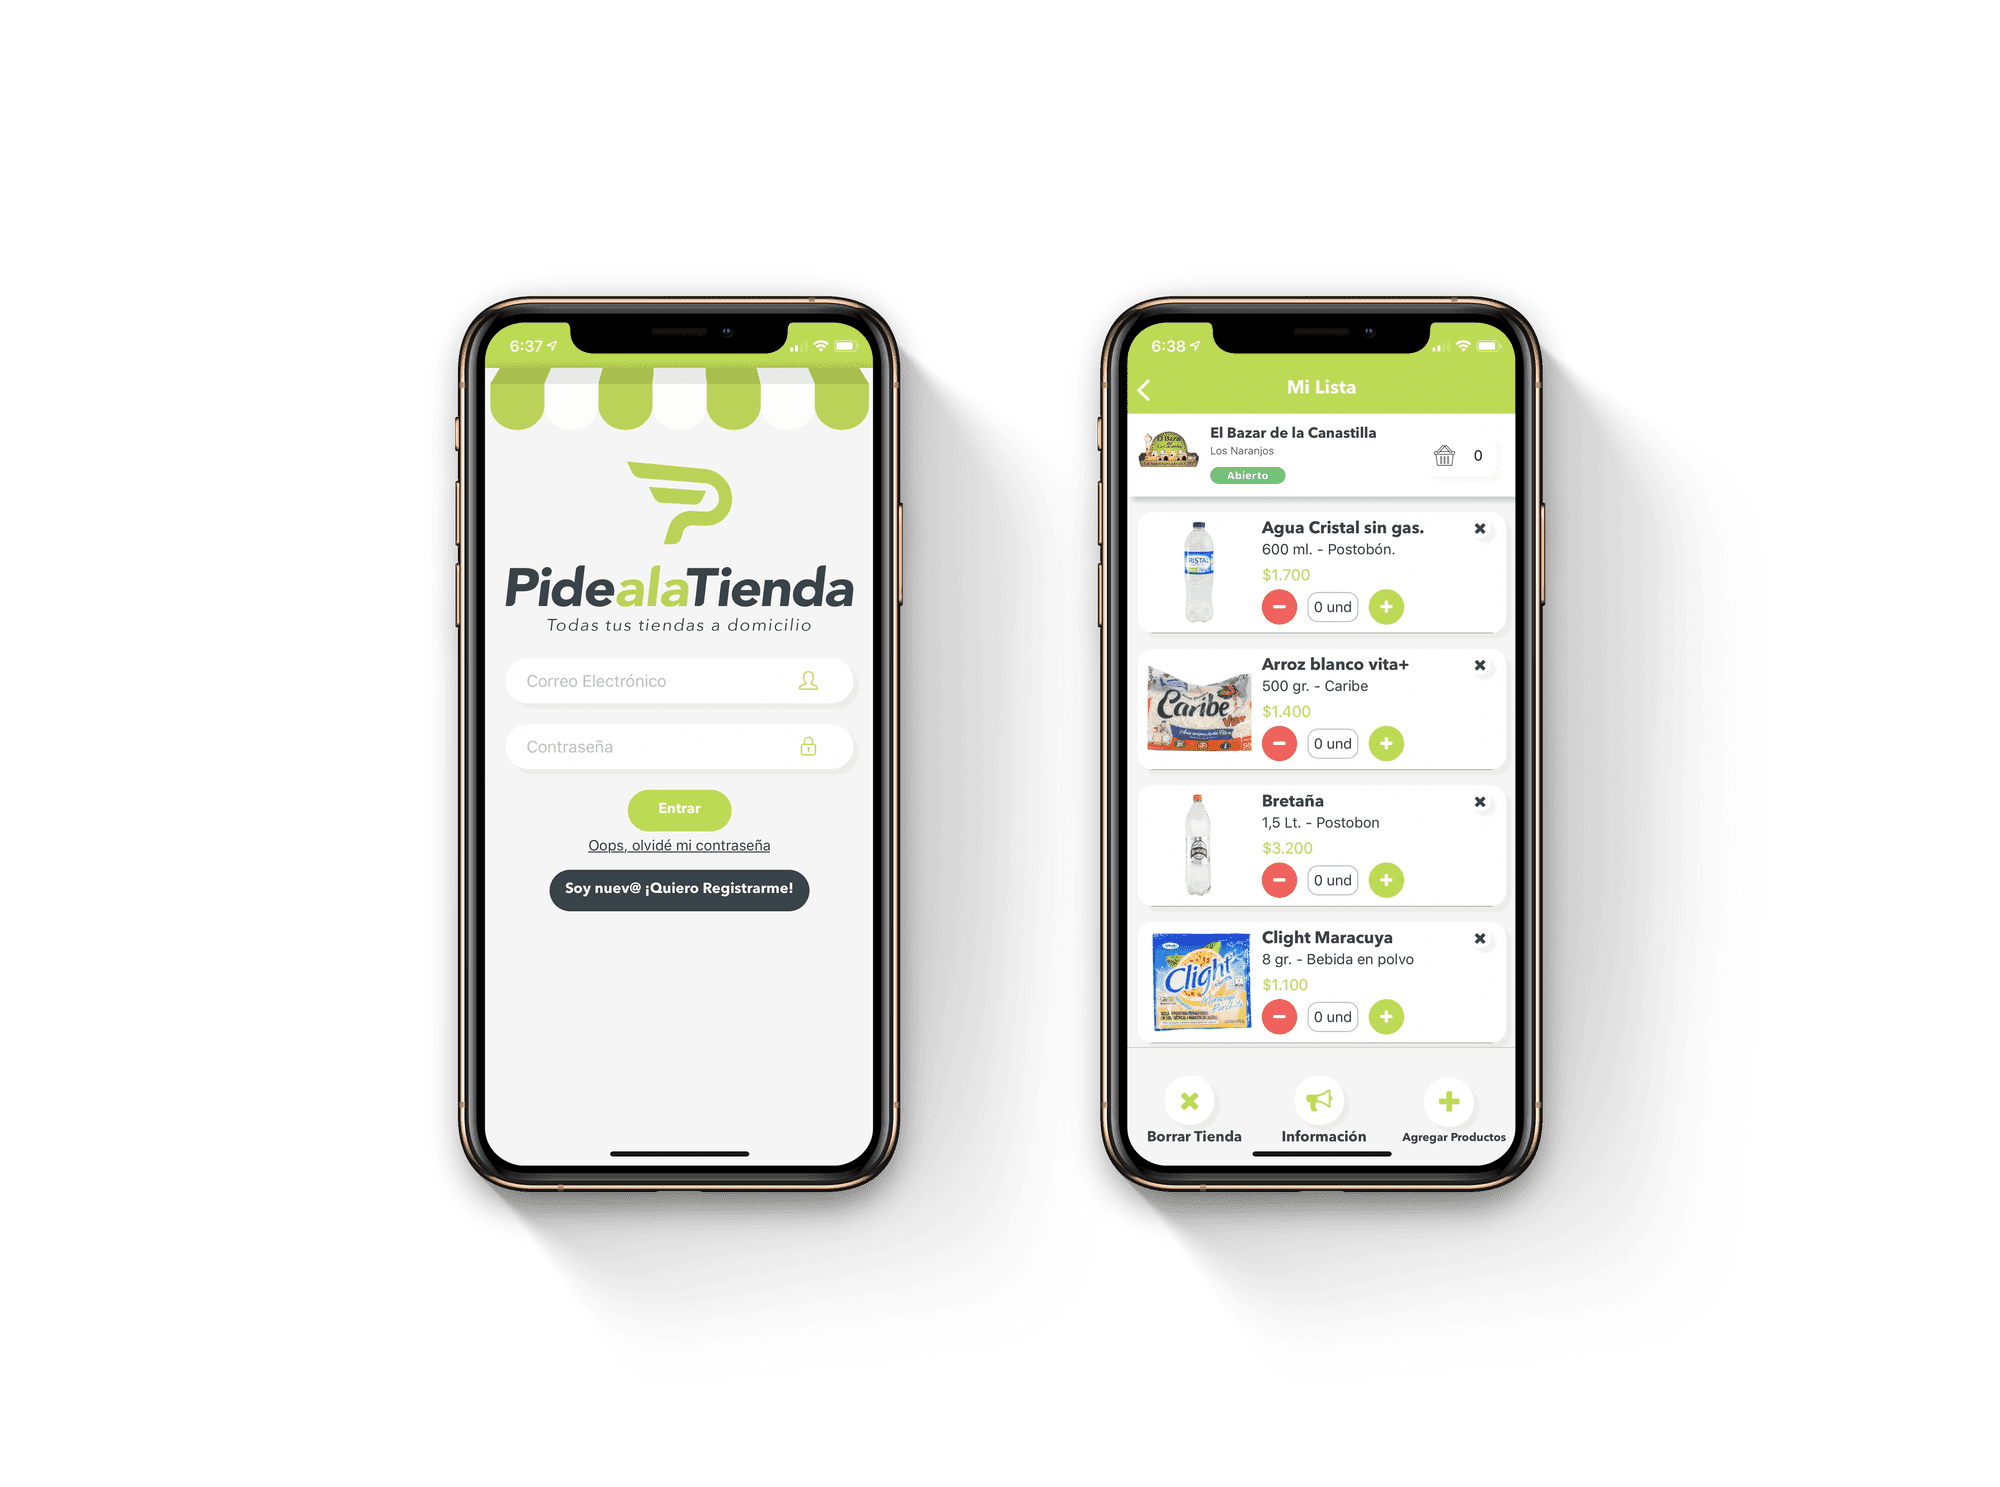 6:37
PidealaTienda
Todas tus tiendas a domicilio
Correo Electrónico
Contraseña
Entrar
Oops, olvidé mi contraseña
Soy nuev@ ¡Quiero Registrarme!
6:38
Mi Lista
El Bazar de la Canastilla
Los Naranjos
Abierto
0
Agua Cristal sin gas.
600 ml. - Postobón.
$1.700
0 und
Arroz blanco vita+
500 gr. - Caribe
$1.400
0 und
Caribe
Bretaña
1,5 Lt. - Postobon
$3.200
0 und
Clight Maracuya
8 gr. - Bebida en polvo
$1.100
0 und
Clight
Borrar Tienda
Información
Agregar Productos